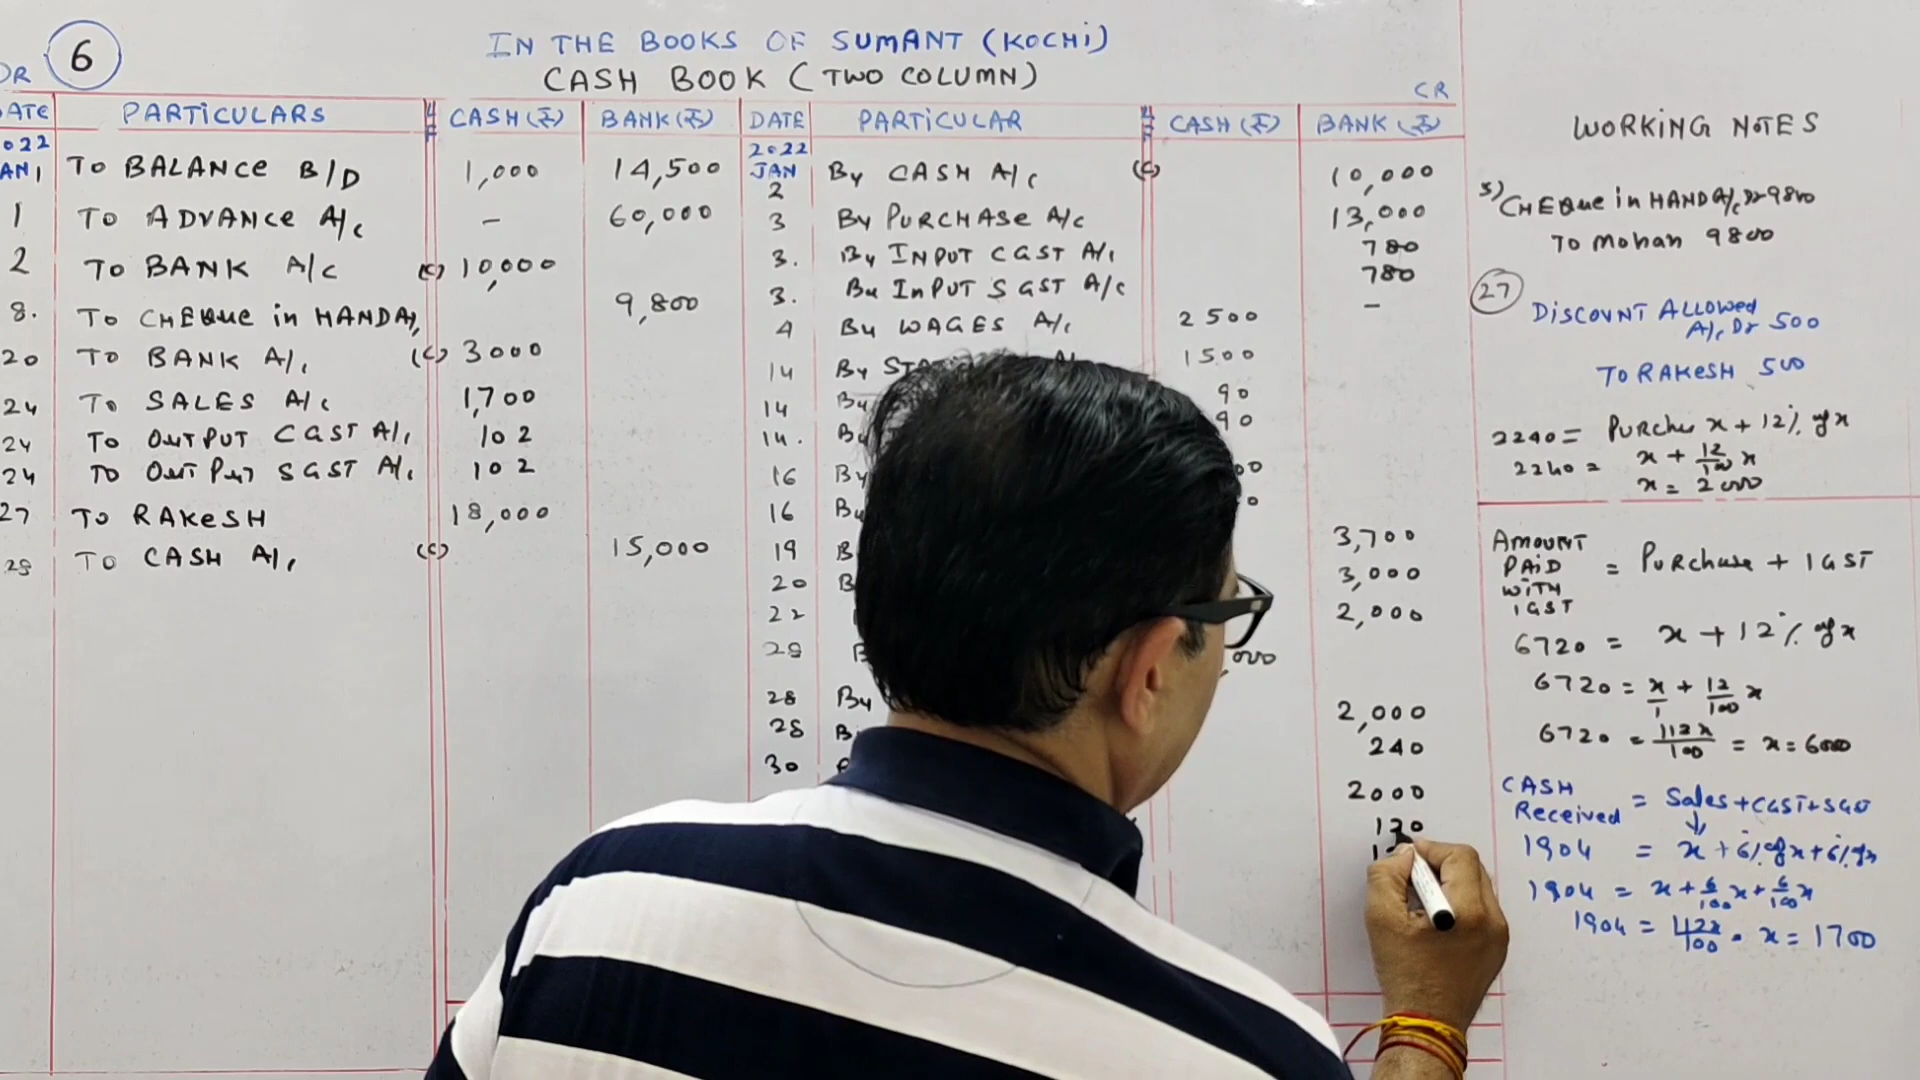 6
IN THE BOOKS OF SUMANT (KOCHI)
CASH BOOK (TWO COLUMN)
DR
CR
DATE PARTICULARS LF CASH (₹) BANK (₹) DATE PARTICULAR LF CASH (₹) BANK (₹)
2022
JAN 1 TO BALANCE B/D 1,000 14,500
1 TO ADVANCE A/c – 60,000
2 TO BANK A/c (C) 10,000
8. TO CHEQUE in HAND A/c 9,800
20 TO BANK A/c (C) 3000
24 TO SALES A/c 1,700
24 TO OUTPUT CGST A/c 102
24 TO OUTPUT SGST A/c 102
27 TO RAKESH 18,000
28 TO CASH A/c (C) 15,000
2022
JAN
2 By CASH A/c (C) 10,000
3 By PURCHASE A/c 13,000
3. By INPUT CGST A/c 780
3. By INPUT SGST A/c 780
4 By WAGES A/c 2500 –
14 By 1500
14 By 90
14. 90
16 By
16
19 3,700
20 3,000
22 2,000
28
28 By 2,000
28 240
30 2000
WORKING NOTES
CHEQue in HAND A/c Dr 9800
To Mohan 9800
27
DISCOUNT ALLOWED
A/c Dr 500
TO RAKESH 500
2240 = PURChase x + 12% of x
2240 = x + 12/100 x
x = 2000
AMOUNT
PAID
WITH
IGST
= PURchase + IGST
6720 = x + 12% of x
6720 = x/1 + 12/100 x
6720 = 112x/100 = x = 6000
CASH
Received = Sales + CGST + SGST
1904 = x + 6% of x + 6% of x
1904 = x + 6/100 x + 6/100 x
1904 = 112x/100 = x = 1700